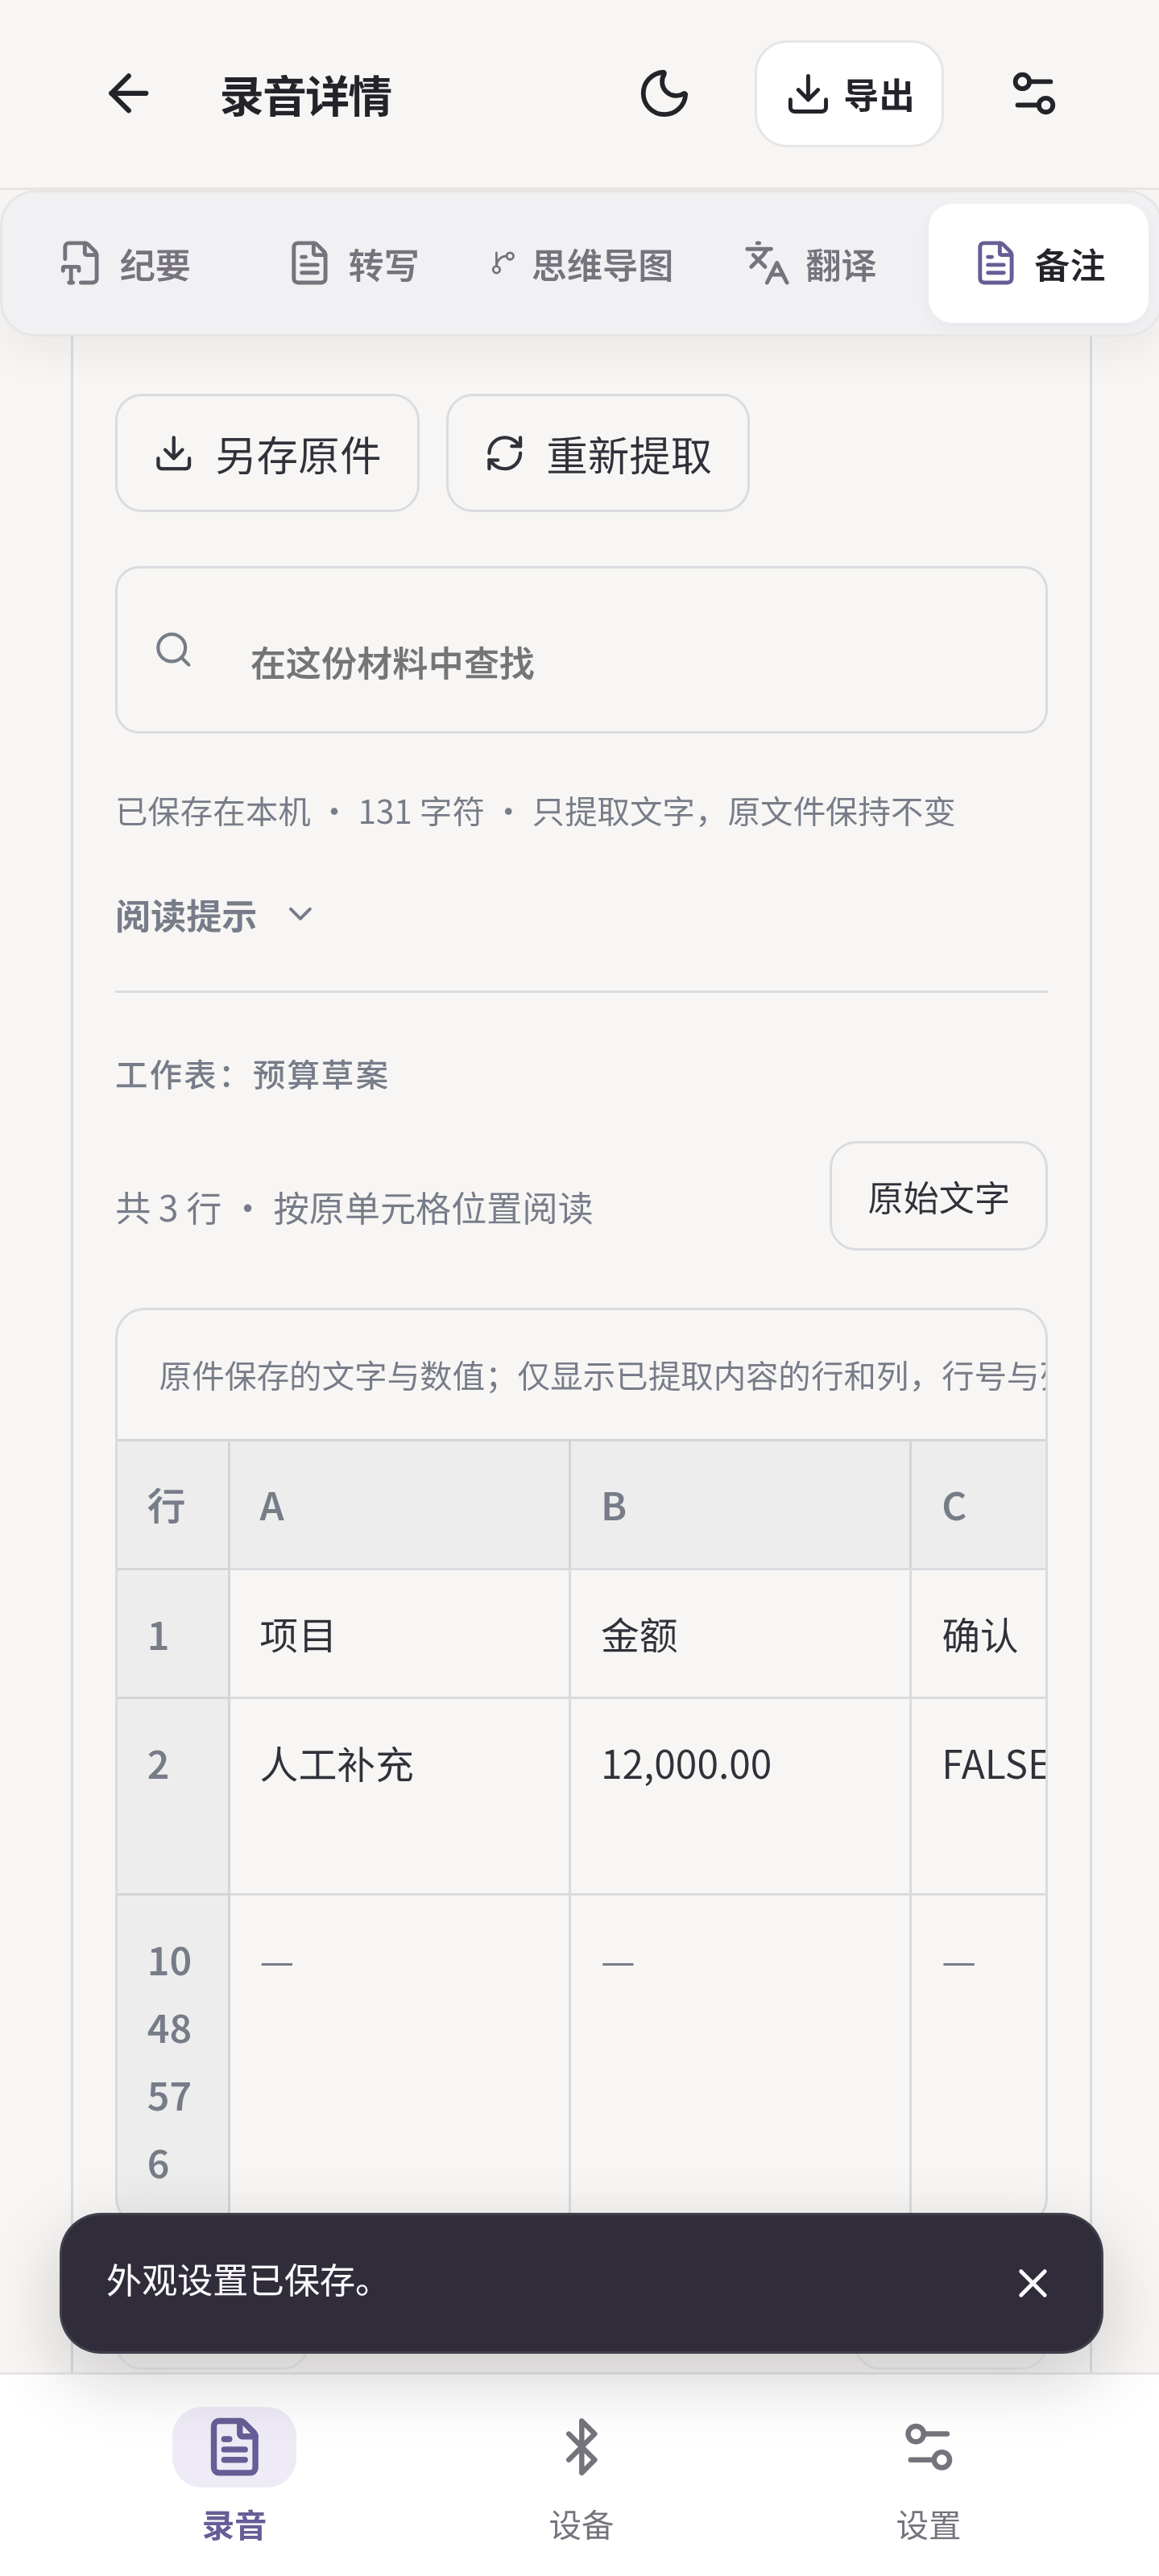 录音详情
导出
纪要
转写
思维导图
翻译
备注
另存原件
重新提取
在这份材料中查找
已保存在本机 · 131 字符 · 只提取文字，原文件保持不变
阅读提示
工作表：预算草案
共 3 行 · 按原单元格位置阅读
原始文字
原件保存的文字与数值；仅显示已提取内容的行和列，行号与
行 A B C
1 项目 金额 确认
2 人工补充 12,000.00 FALSE
10 — — —
48
57
6
外观设置已保存。
录音
设备
设置